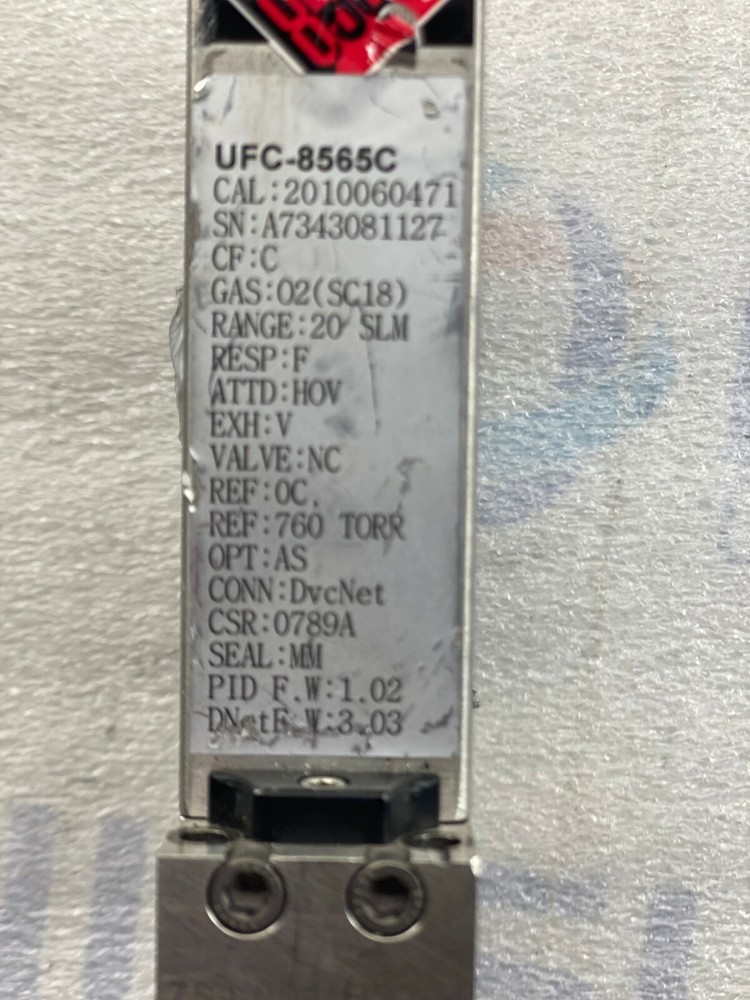 UFC-8565C
CAL:2010060471
SN:A7343081127
CF:C
GAS:O2(SC18)
RANGE:20 SLM
RESP:F
ATTD:HOV
EXH:V
VALVE:NC
REF:0C,
REF:760 TORR
OPT:AS
CONN:DvcNet
CSR:0789A
SEAL:MM
PID F.W:1.02
DNetF.W:3.03